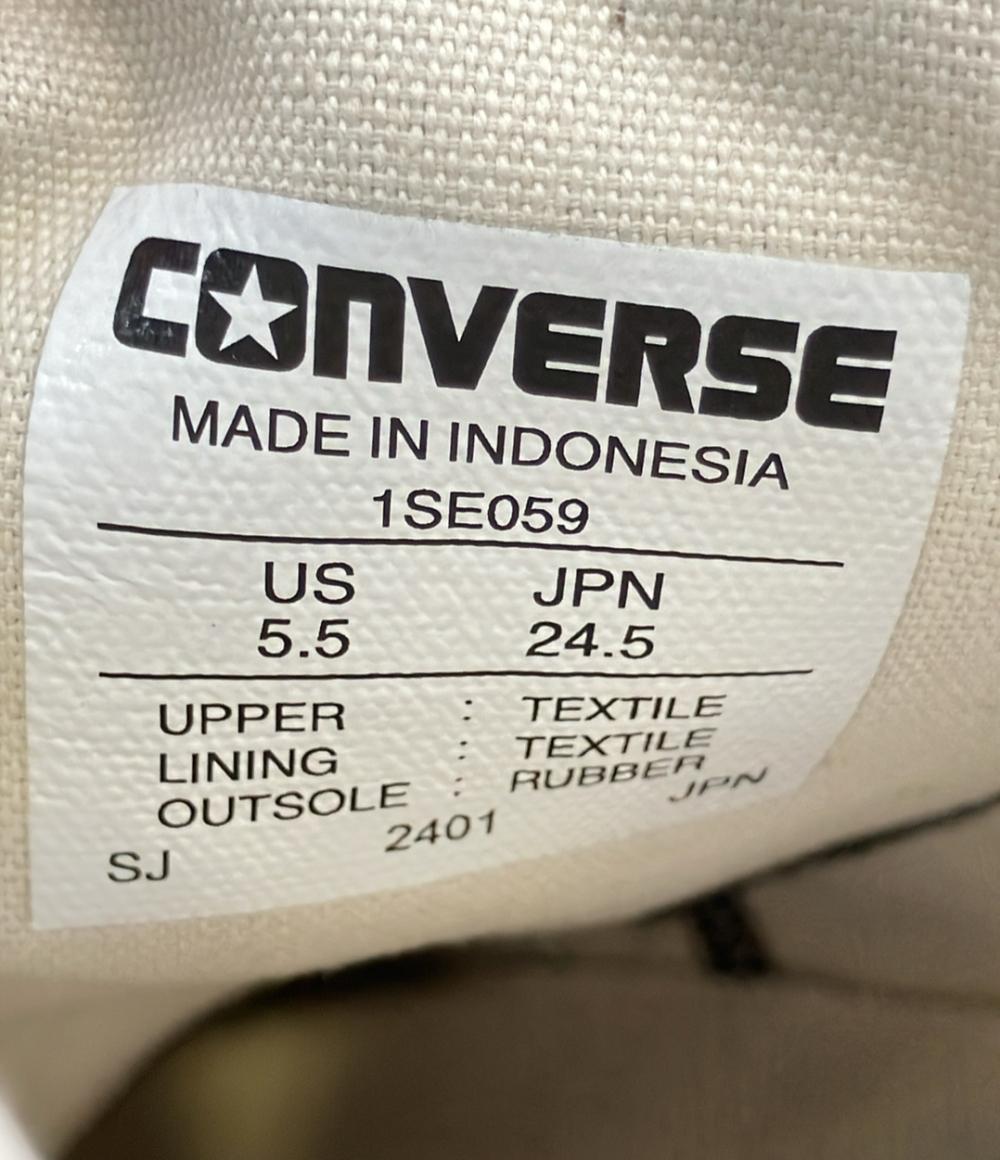 CONVERSE
MADE IN INDONESIA
1SE059
US JPN
5.5 24.5
UPPER : TEXTILE
LINING : TEXTILE
OUTSOLE : RUBBER
SJ 2401 JPN